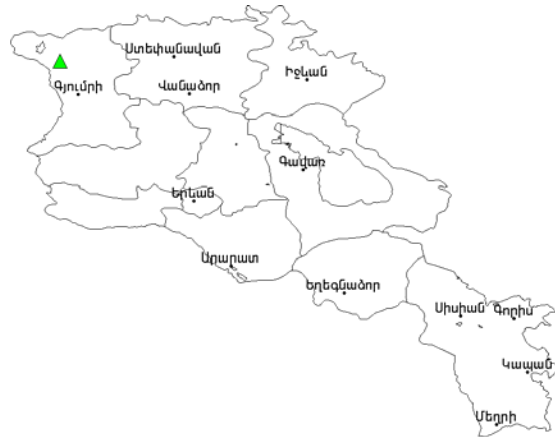 Ստեփանավան
Իջևան
Գյումրի
Վանաձոր
Գավառ
Երևան
Արարատ
Եղեգնաձոր
Սիսիան
Գորիս
Կապան
Մեղրի